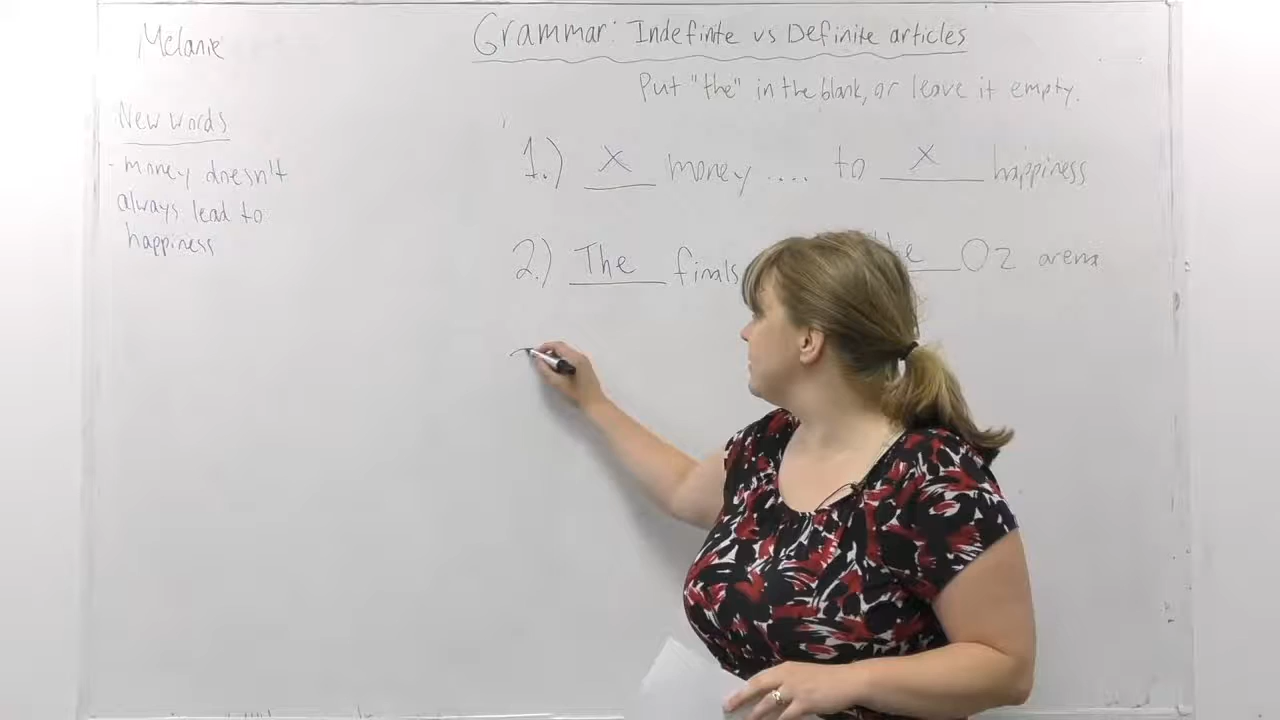 Melanie
Grammar: Indefinite vs Definite articles
Put "the" in the blank, or leave it empty.
New words
- money doesn't
always lead to
happiness
1.) X money .... to X happiness
2.) The finals the O2 arena